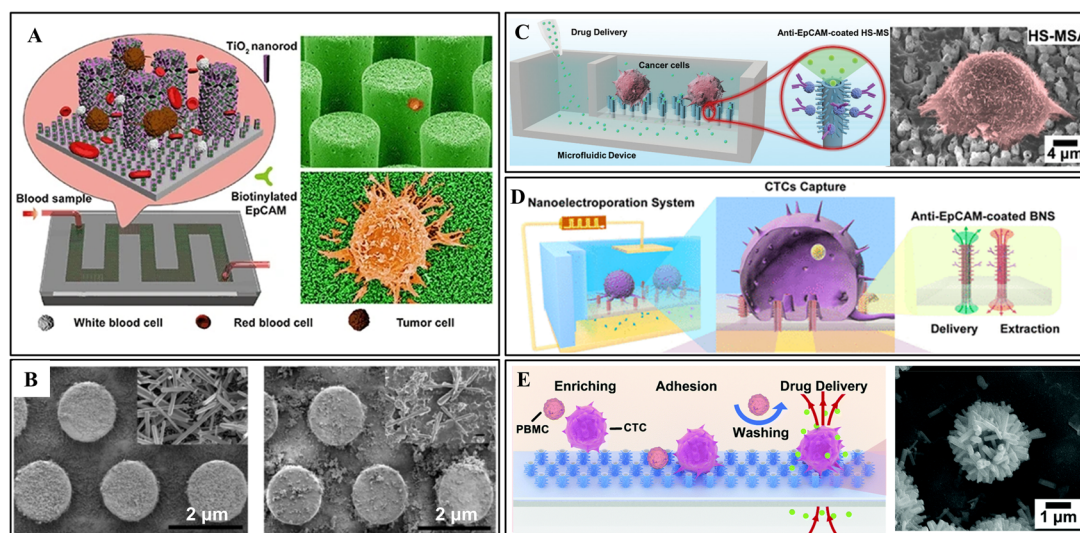 A
TiO2 nanorod
Blood sample
Biotinylated
EpCAM
White blood cell
Red blood cell
Tumor cell
B
2 μm
2 μm
C
Drug Delivery
Cancer cells
Microfluidic Device
Anti-EpCAM-coated HS-MS
HS-MSA
4 μm
D
Nanoelectroporation System
CTCs Capture
Anti-EpCAM-coated BNS
Delivery
Extraction
E
Enriching
Adhesion
Drug Delivery
PBMC
CTC
Washing
1 μm